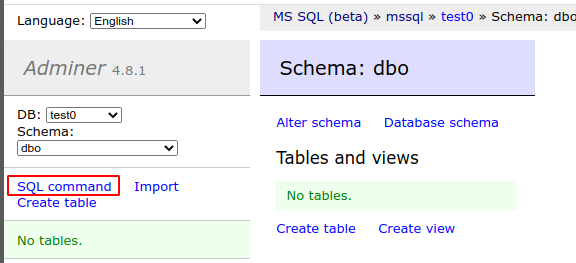 Language: English
MS SQL (beta) » mssql » test0 » Schema: dbo
Adminer 4.8.1
Schema: dbo
DB: test0
Schema:
dbo
Alter schema Database schema
Tables and views
SQL command Import
Create table
No tables.
Create table Create view
No tables.